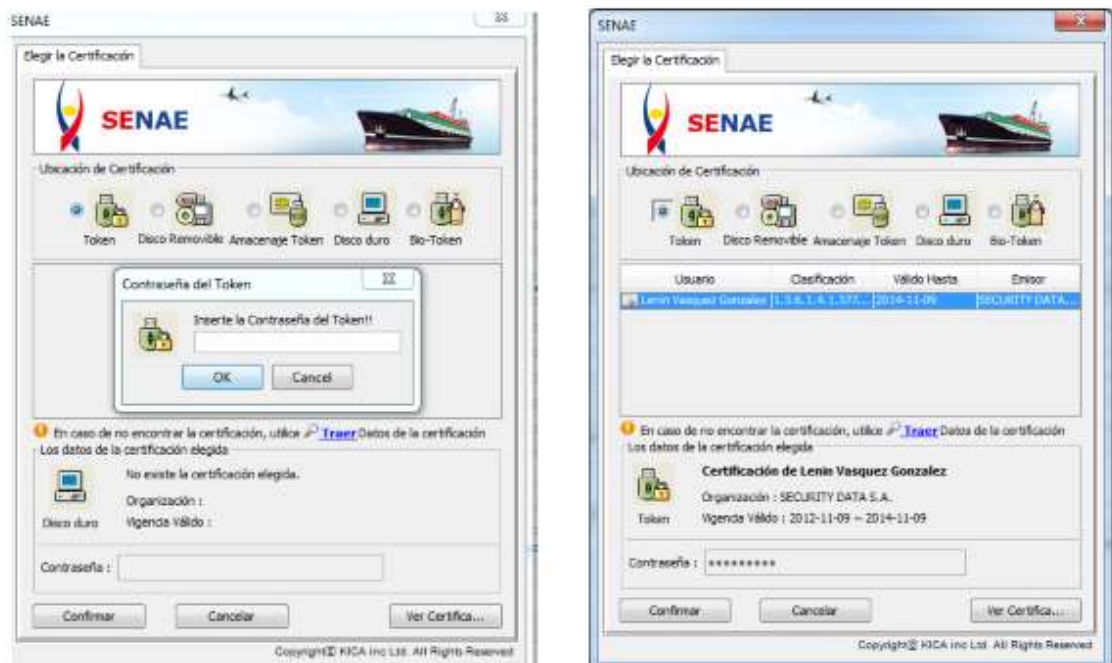 SENAE
Elegir la Certificación
SENAE
Ubicación de Certificación
Token Disco Removible Amacenaje Token Disco duro Bio-Token
Contraseña del Token
Inserte la Contraseña del Token!!
OK Cancel
En caso de no encontrar la certificación, utilice Traer Datos de la certificación
Los datos de la certificación elegida
No existe la certificación elegida.
Organización :
Disco duro Vigencia Válido :
Contraseña :
Confirmar Cancelar Ver Certifica...
Copyright© KICA inc Ltd. All Rights Reserved
SENAE
Elegir la Certificación
SENAE
Ubicación de Certificación
Token Disco Removible Amacenaje Token Disco duro Bio-Token
Usuario Clasificación Válido Hasta Emisor
Lenin Vasquez Gonzalez 1.3.6.1.4.1.377... 2014-11-09 SECURITY DATA...
En caso de no encontrar la certificación, utilice Traer Datos de la certificación
Los datos de la certificación elegida
Certificación de Lenin Vasquez Gonzalez
Organización : SECURITY DATA S.A.
Token Vigencia Válido : 2012-11-09 ~ 2014-11-09
Contraseña : *********
Confirmar Cancelar Ver Certifica...
Copyright© KICA inc Ltd. All Rights Reserved